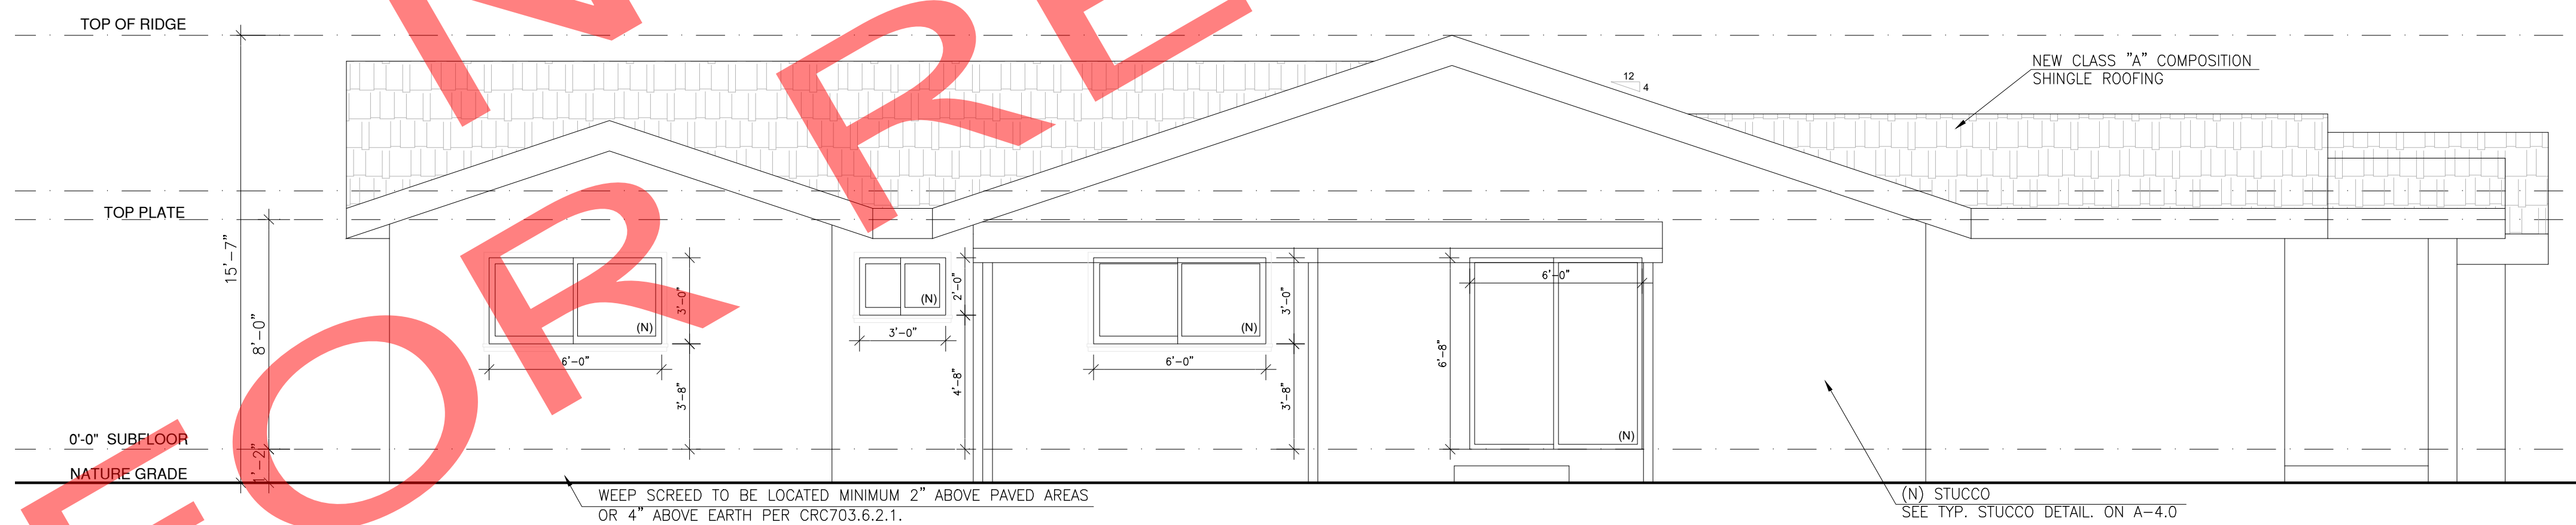 TOP OF RIDGE
NEW CLASS "A" COMPOSITION
SHINGLE ROOFING
12
4
TOP PLATE
15'-7"
8'-0"
1'-2"
0'-0" SUBFLOOR
NATURE GRADE
(N)
3'-0"
6'-0"
3'-8"
(N)
2'-0"
3'-0"
4'-8"
(N)
3'-0"
6'-0"
3'-8"
6'-0"
6'-8"
(N)
WEEP SCREED TO BE LOCATED MINIMUM 2" ABOVE PAVED AREAS
OR 4" ABOVE EARTH PER CRC703.6.2.1.
(N) STUCCO
SEE TYP. STUCCO DETAIL. ON A-4.0
FOR RE